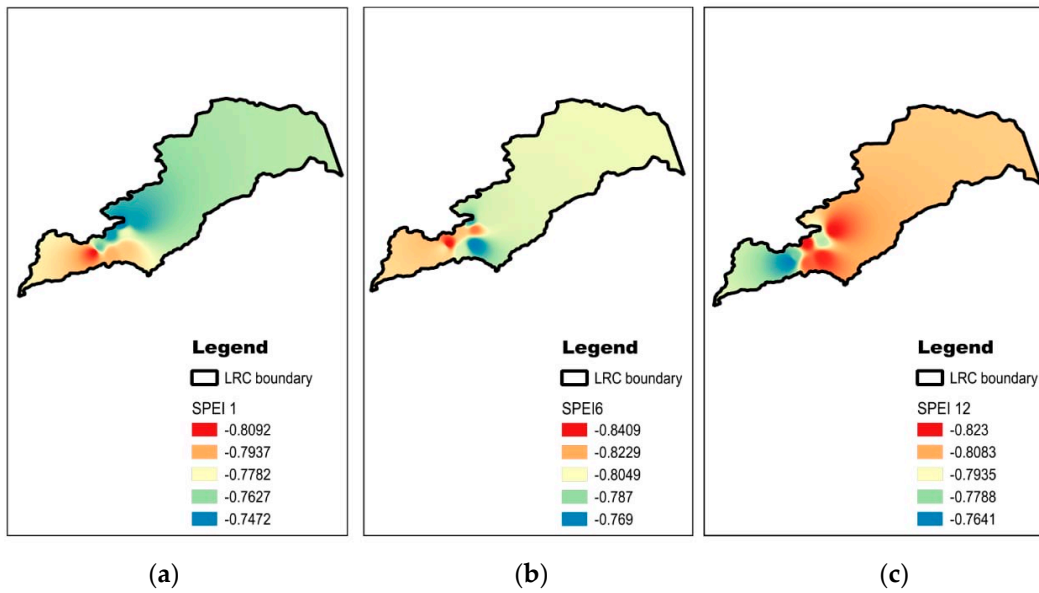 Legend
LRC boundary
SPEI 1
-0.8092
-0.7937
-0.7782
-0.7627
-0.7472
(a)
Legend
LRC boundary
SPEI6
-0.8409
-0.8229
-0.8049
-0.787
-0.769
(b)
Legend
LRC boundary
SPEI 12
-0.823
-0.8083
-0.7935
-0.7788
-0.7641
(c)